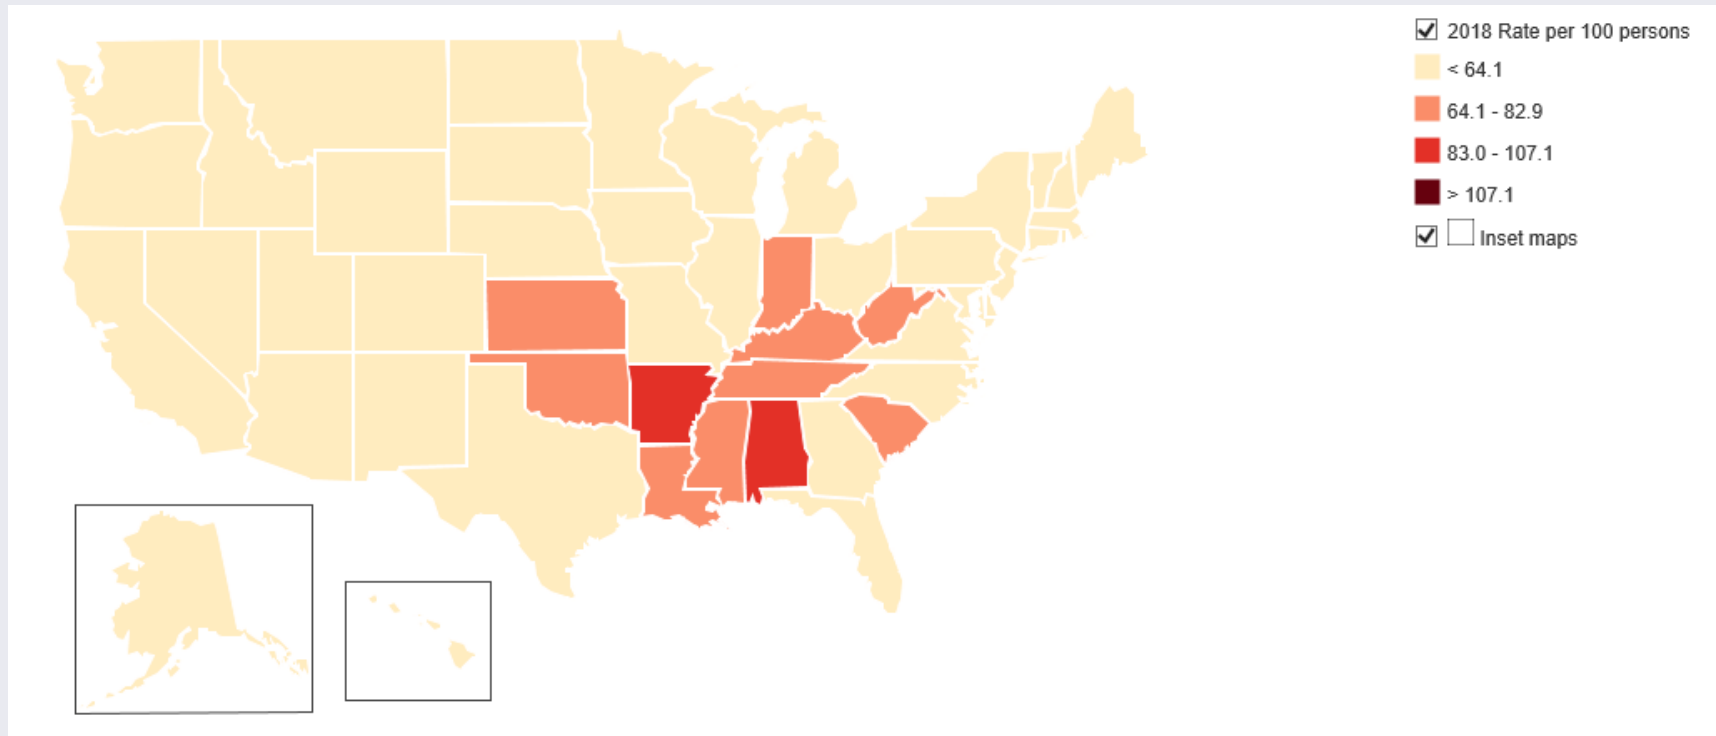 2018 Rate per 100 persons
< 64.1
64.1 - 82.9
83.0 - 107.1
> 107.1
Inset maps